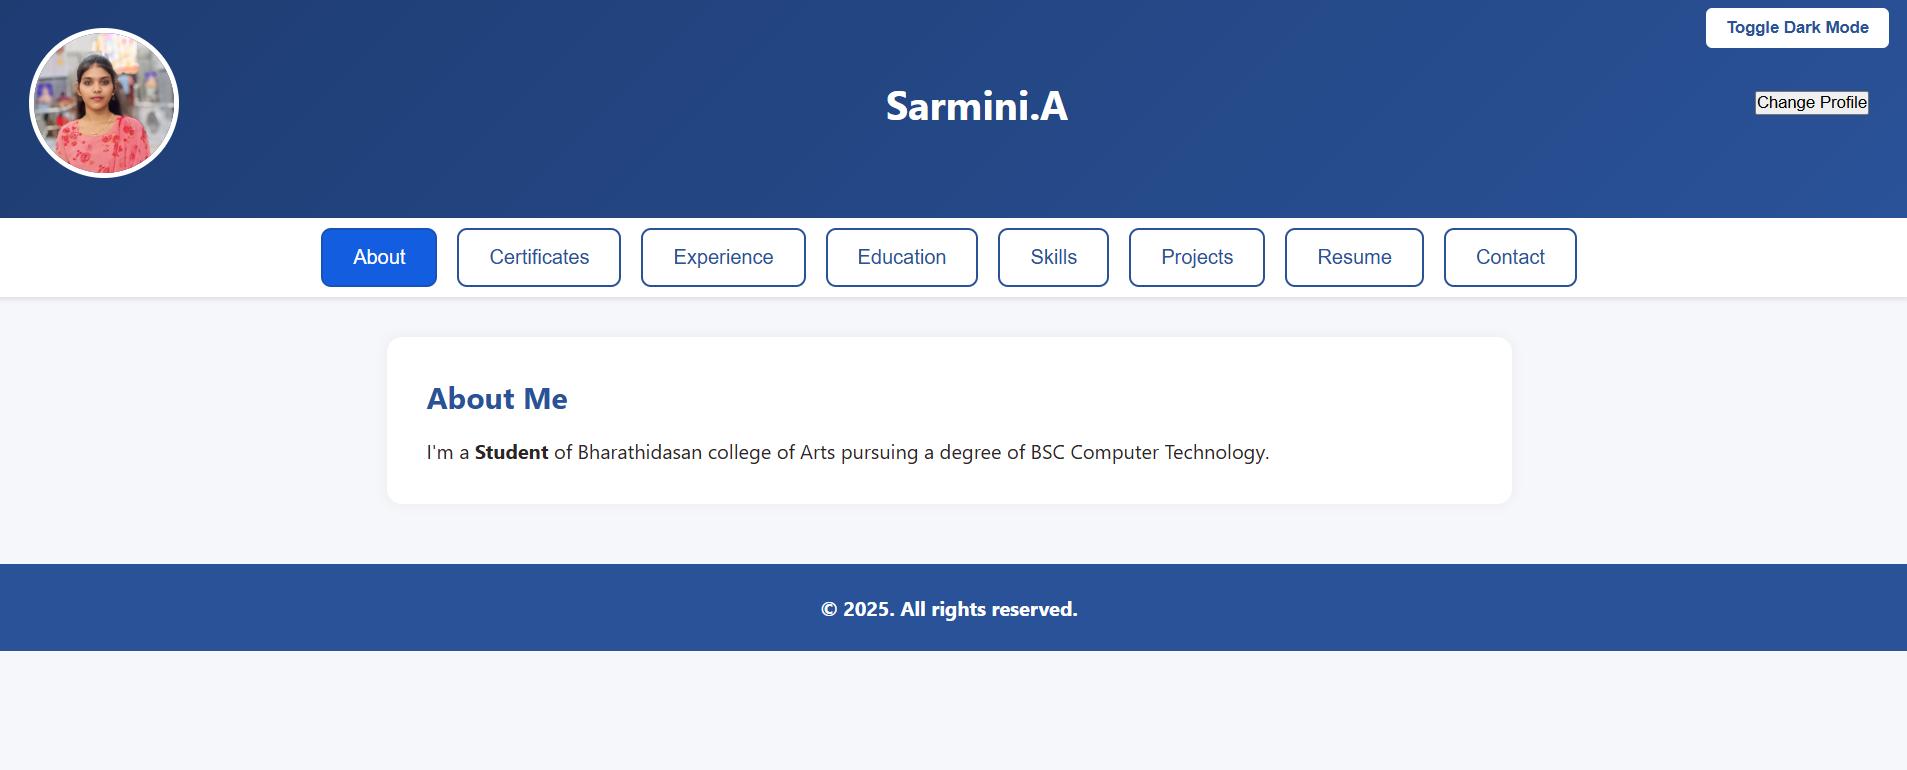 Toggle Dark Mode
Sarmini.A
Change Profile
About Certificates Experience Education Skills Projects Resume Contact
About Me
I'm a Student of Bharathidasan college of Arts pursuing a degree of BSC Computer Technology.
© 2025. All rights reserved.